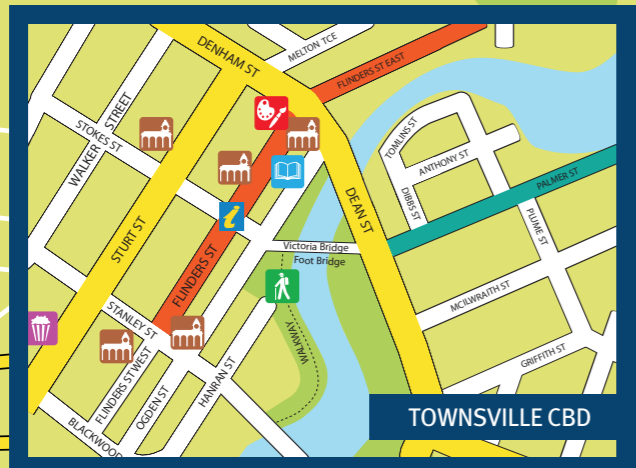 MELTON TCE
DENHAM ST
FLINDERS ST EAST
WALKER STREET
STOKES ST
TOMLINS ST
ANTHONY ST
DIBBS ST
PALMER ST
DEAN ST
PLUME ST
STURT ST
FLINDERS ST
Victoria Bridge
Foot Bridge
i
MCILWRAITH ST
STANLEY ST
WALKWAY
GRIFFITH ST
FLINDERS ST WEST
OGDEN ST
HANRAN ST
BLACKWOOD
TOWNSVILLE CBD